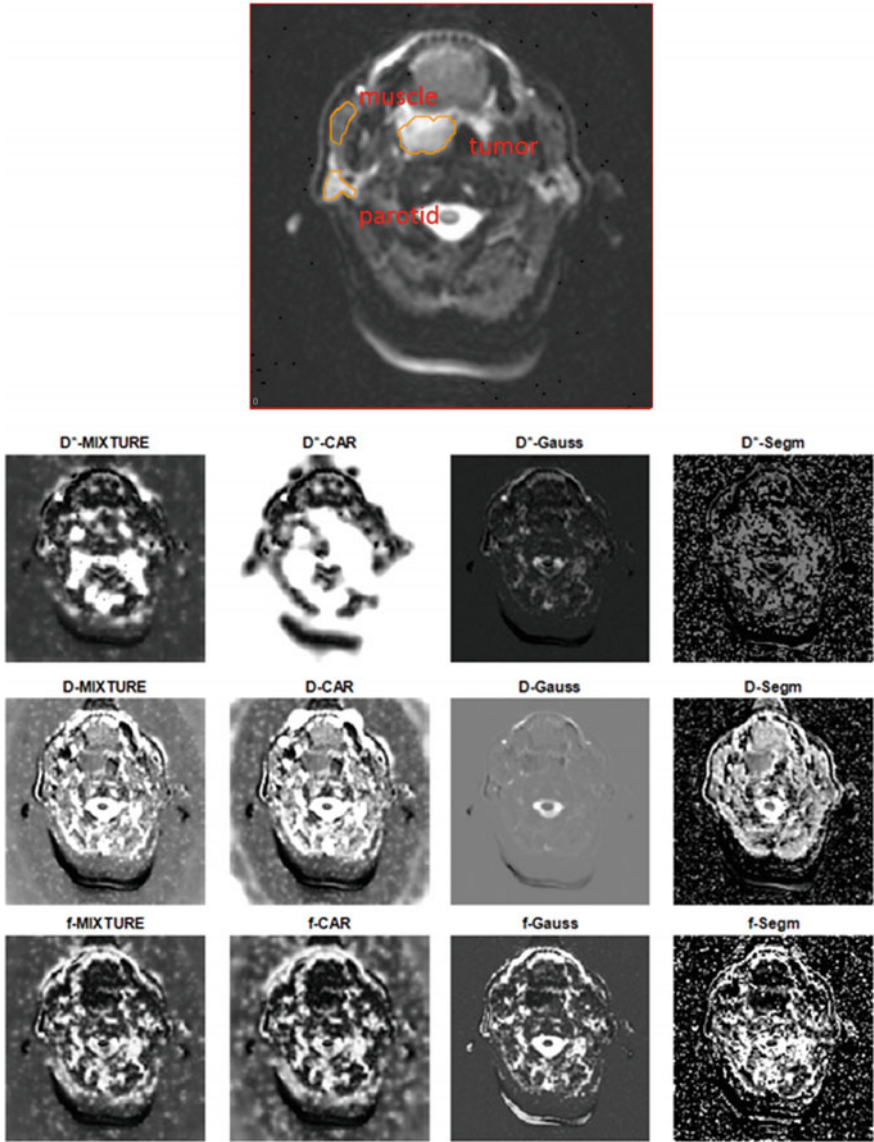 muscle
tumor
parotid
0
D*-MIXTURE
D*-CAR
D*-Gauss
D*-Segm
D-MIXTURE
D-CAR
D-Gauss
D-Segm
f-MIXTURE
f-CAR
f-Gauss
f-Segm